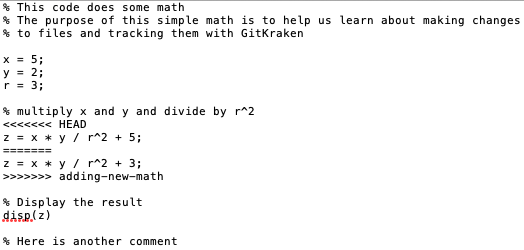 % This code does some math
% The purpose of this simple math is to help us learn about making changes
% to files and tracking them with GitKraken
x = 5;
y = 2;
r = 3;
% multiply x and y and divide by r^2
<<<<<<< HEAD
z = x * y / r^2 + 5;
=======
z = x * y / r^2 + 3;
>>>>>>> adding-new-math
% Display the result
disp(z)
% Here is another comment